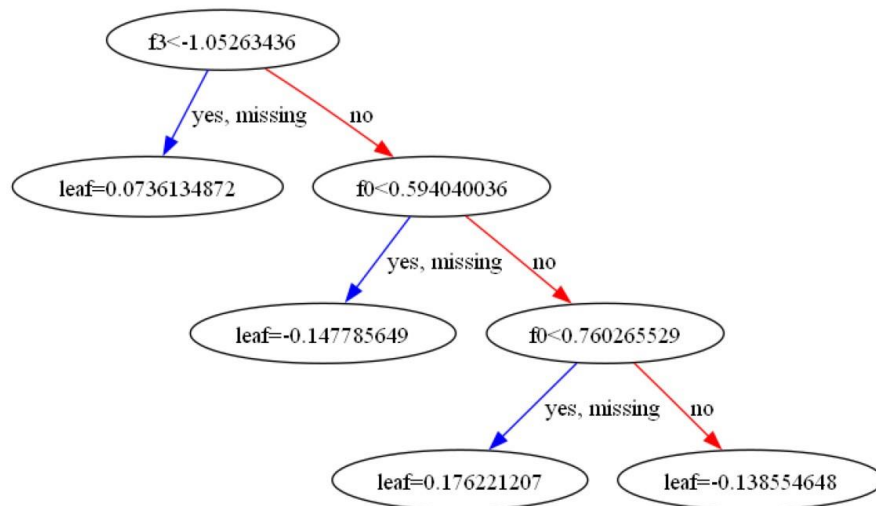 f3<-1.05263436
yes, missing
no
leaf=0.0736134872
f0<0.594040036
yes, missing
no
leaf=-0.147785649
f0<0.760265529
yes, missing
no
leaf=0.176221207
leaf=-0.138554648